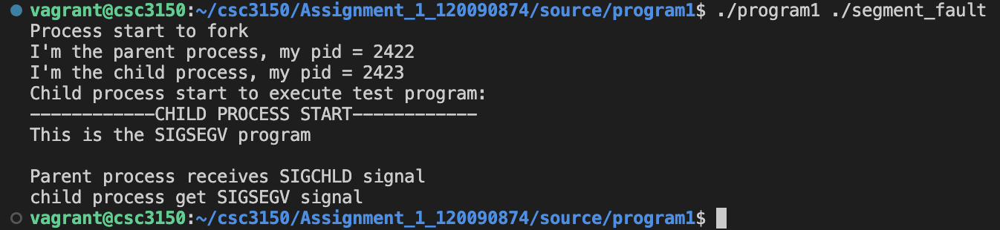 vagrant@csc3150:~/csc3150/Assignment_1_120090874/source/program1$ ./program1 ./segment_fault
Process start to fork
I'm the parent process, my pid = 2422
I'm the child process, my pid = 2423
Child process start to execute test program:
------------CHILD PROCESS START------------
This is the SIGSEGV program

Parent process receives SIGCHLD signal
child process get SIGSEGV signal
vagrant@csc3150:~/csc3150/Assignment_1_120090874/source/program1$